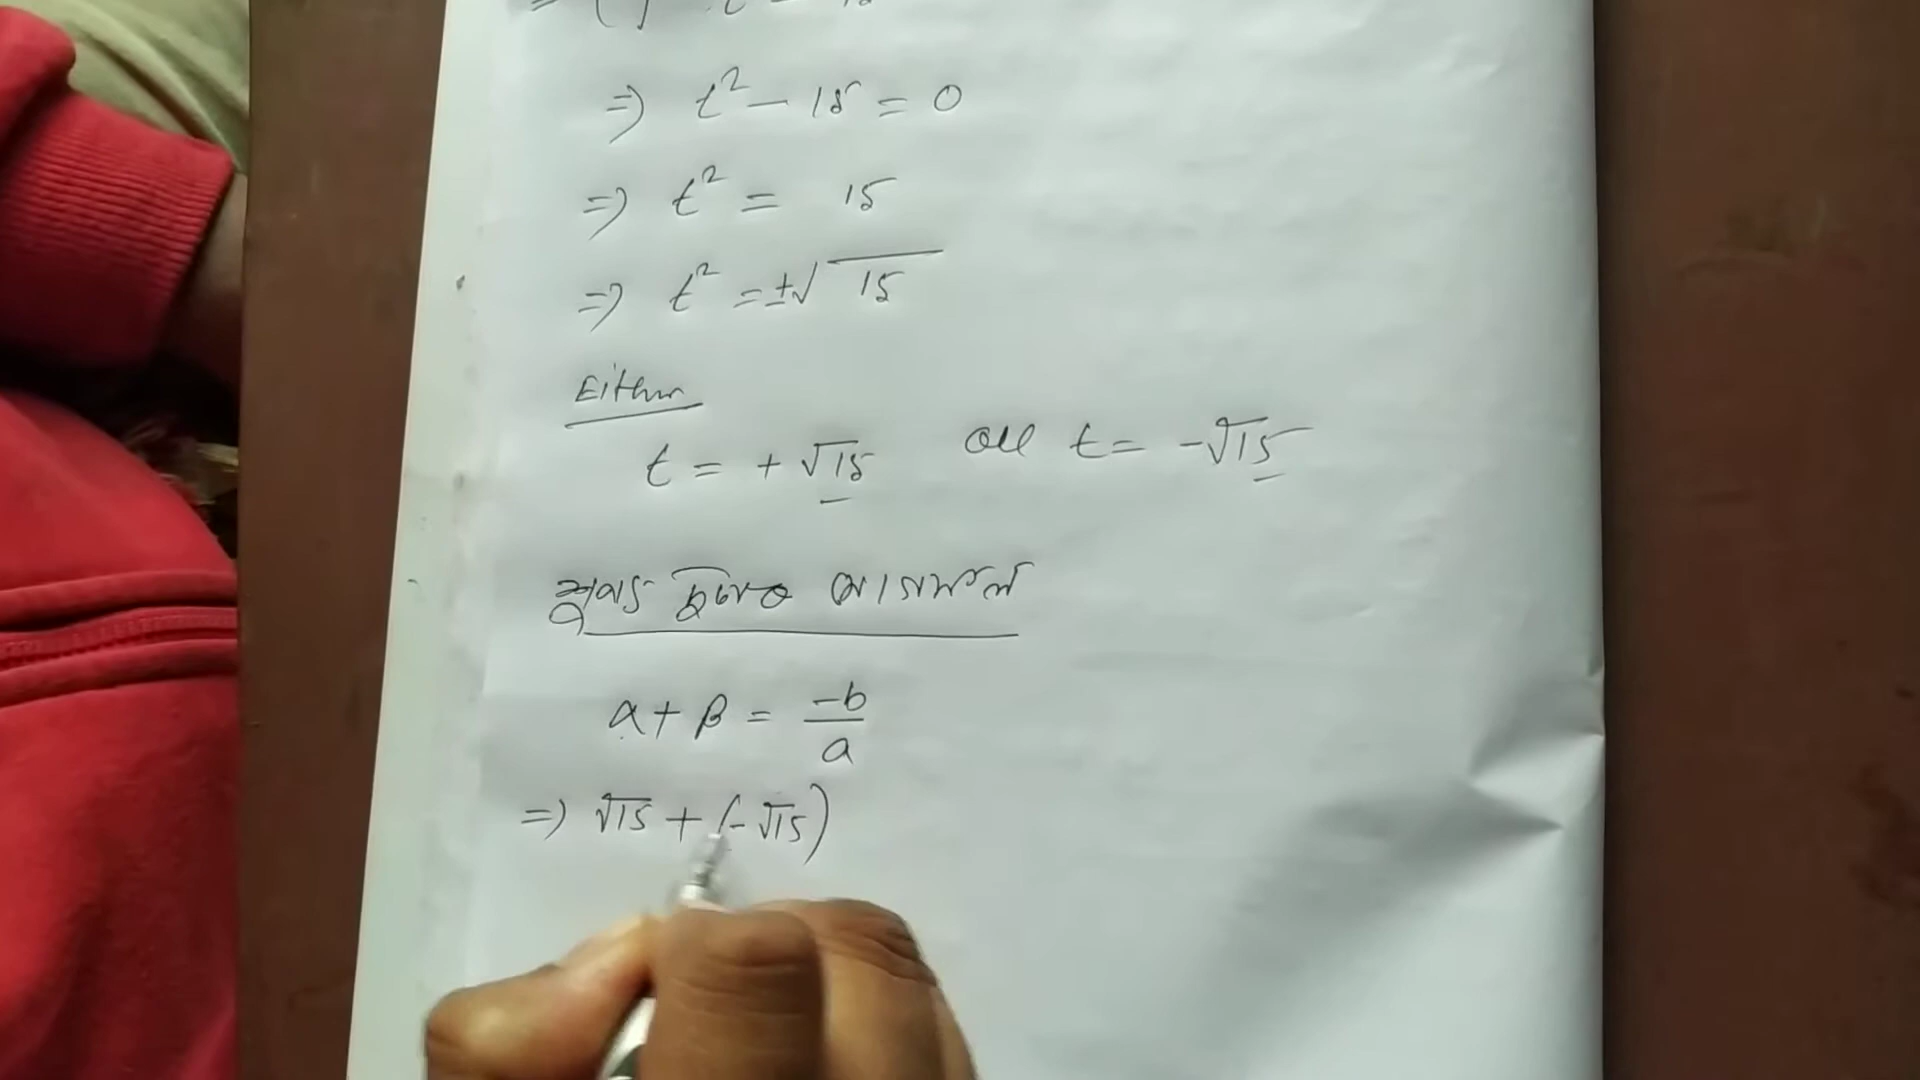 ⇒ t² − 15 = 0
⇒ t² = 15
⇒ t² = ±√15
Either
t = + √15 or t = −√15
α + β = −b/a
⇒ √15 + (−√15)